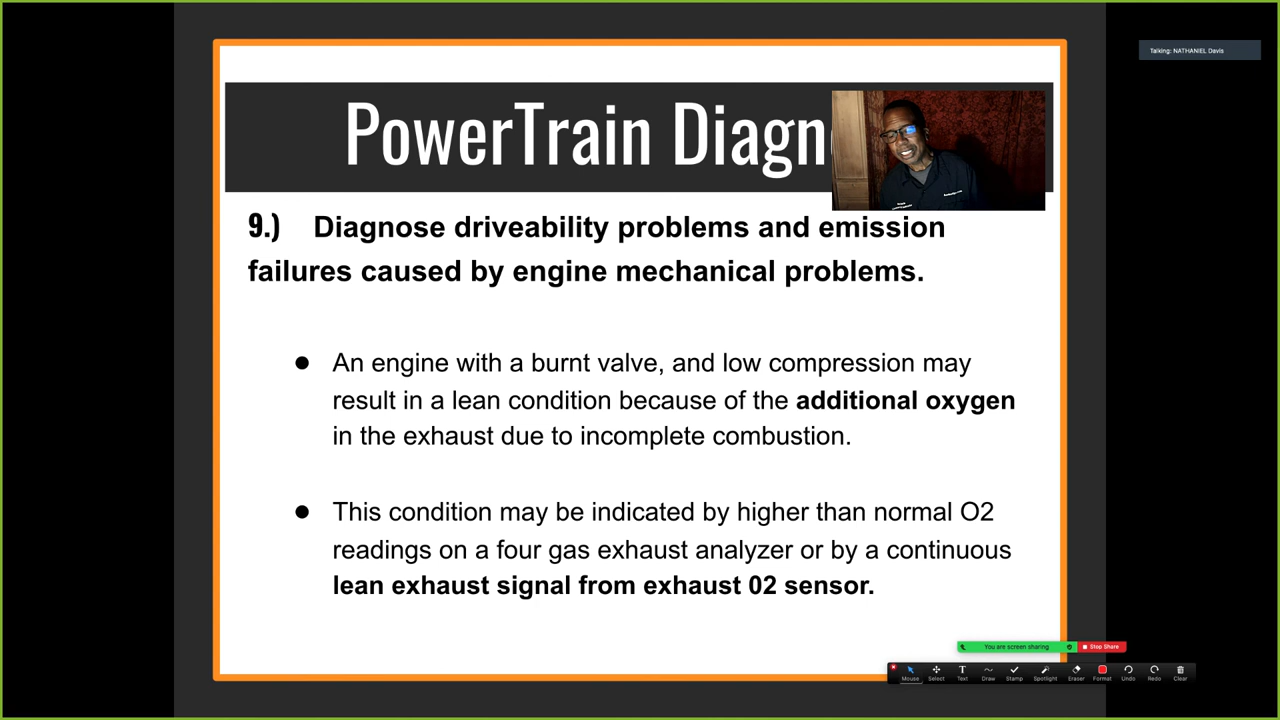 Talking: NATHANIEL Davis
PowerTrain Diagn
9.) Diagnose driveability problems and emission
failures caused by engine mechanical problems.
● An engine with a burnt valve, and low compression may
result in a lean condition because of the additional oxygen
in the exhaust due to incomplete combustion.
● This condition may be indicated by higher than normal O2
readings on a four gas exhaust analyzer or by a continuous
lean exhaust signal from exhaust 02 sensor.
You are screen sharing Stop Share
Mouse Select Text Draw Stamp Spotlight Eraser Format Undo Redo Clear